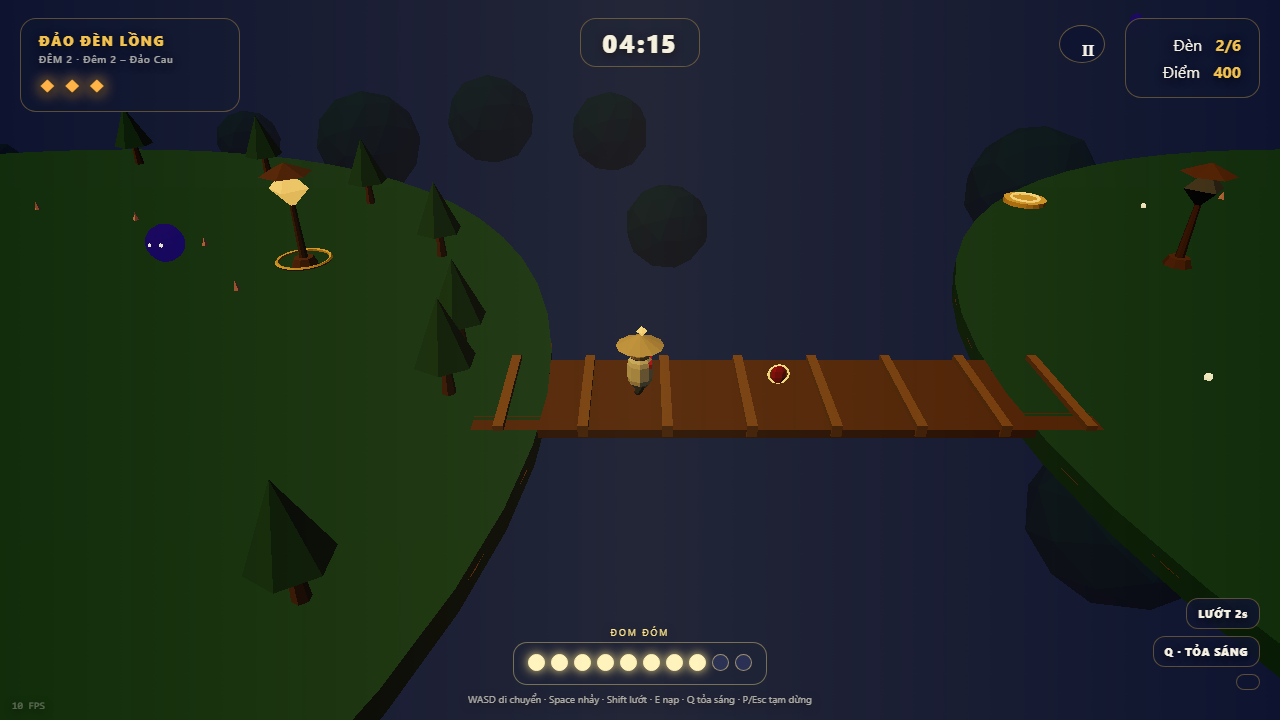 ĐẢO ĐÈN LỒNG
ĐÊM 2 · Đêm 2 – Đảo Cau
04:15
II
Đèn 2/6
Điểm 400
ĐOM ĐÓM
LƯỚT 2s
Q · TỎA SÁNG
WASD di chuyển · Space nhảy · Shift lướt · E nạp · Q tỏa sáng · P/Esc tạm dừng
10 FPS